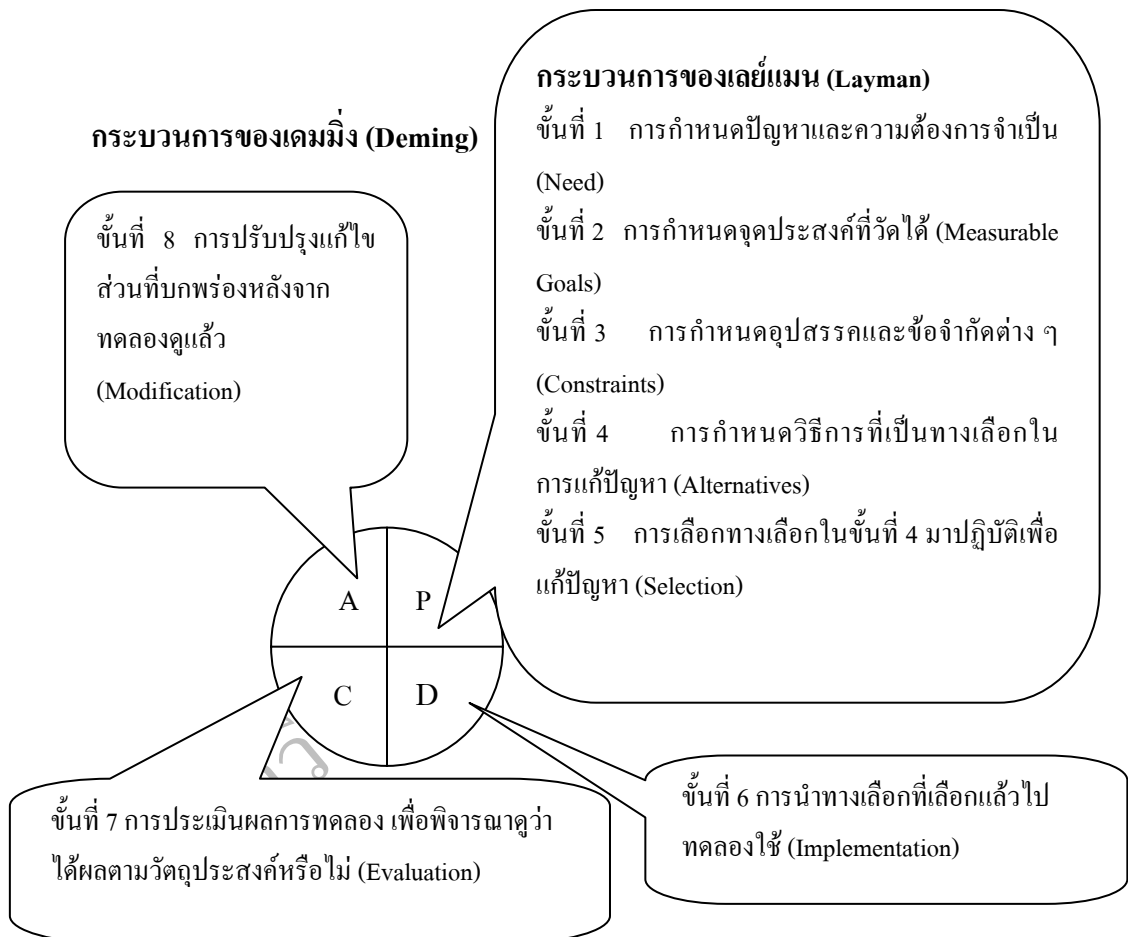 กระบวนการของเดมมิ่ง (Deming)
กระบวนการของเลย์แมน (Layman)
ขั้นที่ 1 การกำหนดปัญหาและความต้องการจำเป็น
(Need)
ขั้นที่ 2 การกำหนดจุดประสงค์ที่วัดได้ (Measurable
Goals)
ขั้นที่ 3 การกำหนดอุปสรรคและข้อจำกัดต่าง ๆ
(Constraints)
ขั้นที่ 4 การกำหนดวิธีการที่เป็นทางเลือกใน
การแก้ปัญหา (Alternatives)
ขั้นที่ 5 การเลือกทางเลือกในขั้นที่ 4 มาปฏิบัติเพื่อ
แก้ปัญหา (Selection)
ขั้นที่ 8 การปรับปรุงแก้ไข
ส่วนที่บกพร่องหลังจาก
ทดลองดูแล้ว
(Modification)
A P
C D
ขั้นที่ 7 การประเมินผลการทดลอง เพื่อพิจารณาดูว่า
ได้ผลตามวัตถุประสงค์หรือไม่ (Evaluation)
ขั้นที่ 6 การนำทางเลือกที่เลือกแล้วไป
ทดลองใช้ (Implementation)